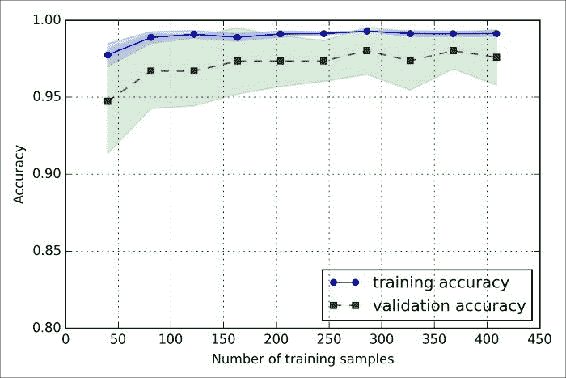 1.00
0.95
0.90
0.85
0.80
Accuracy
0 50 100 150 200 250 300 350 400 450
Number of training samples
training accuracy
validation accuracy